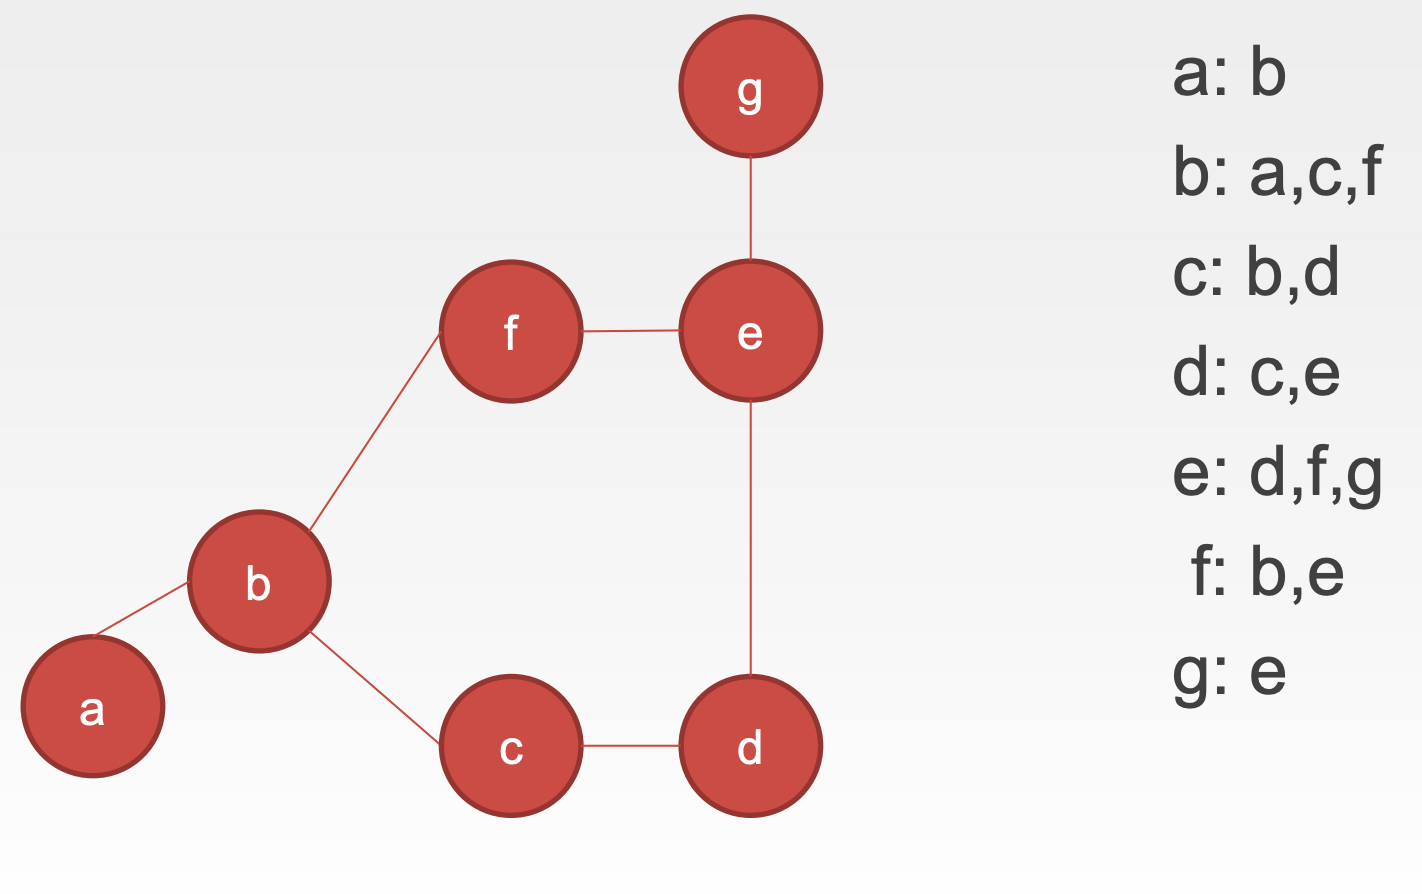 g
f
e
b
a
c
d
a: b
b: a,c,f
c: b,d
d: c,e
e: d,f,g
f: b,e
g: e